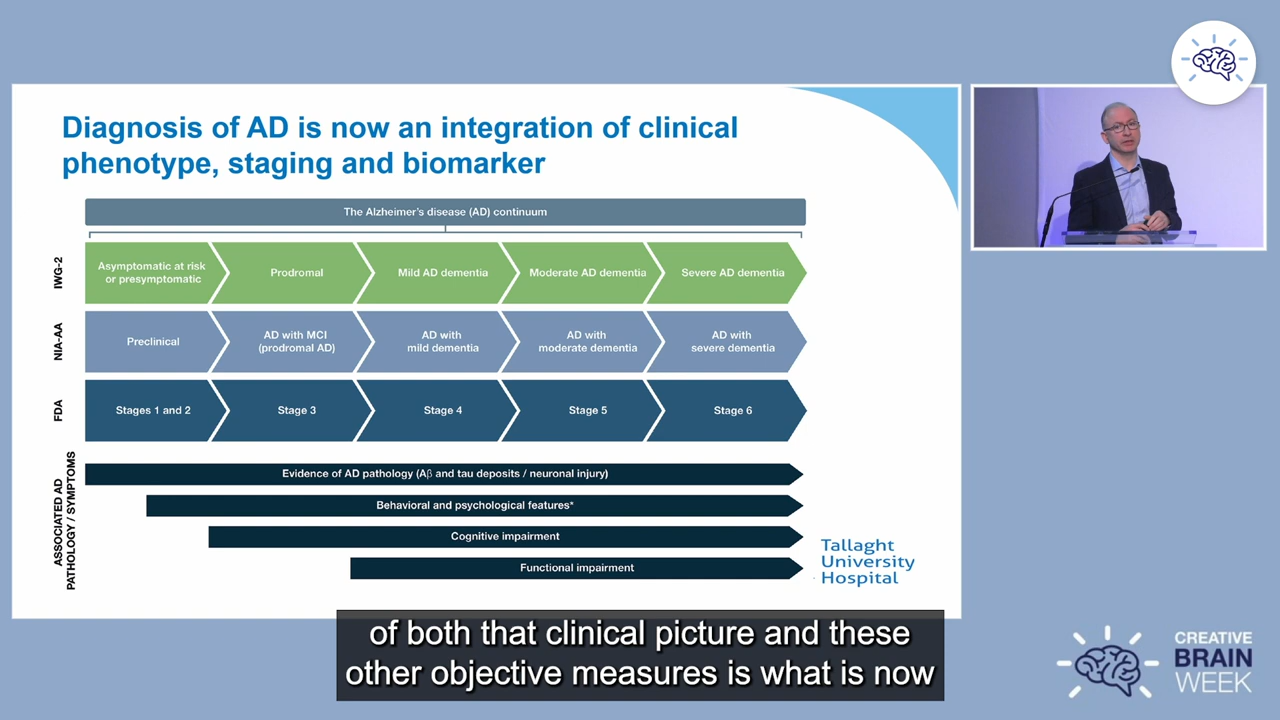 Diagnosis of AD is now an integration of clinical
phenotype, staging and biomarker
The Alzheimer's disease (AD) continuum
IWG-2
Asymptomatic at risk
or presymptomatic
Prodromal
Mild AD dementia
Moderate AD dementia
Severe AD dementia
NIA-AA
Preclinical
AD with MCI
(prodromal AD)
AD with
mild dementia
AD with
moderate dementia
AD with
severe dementia
FDA
Stages 1 and 2
Stage 3
Stage 4
Stage 5
Stage 6
ASSOCIATED AD
PATHOLOGY / SYMPTOMS
Evidence of AD pathology (Aβ and tau deposits / neuronal injury)
Behavioral and psychological features*
Cognitive impairment
Functional impairment
Tallaght
University
Hospital
of both that clinical picture and these
other objective measures is what is now
CREATIVE
BRAIN
WEEK